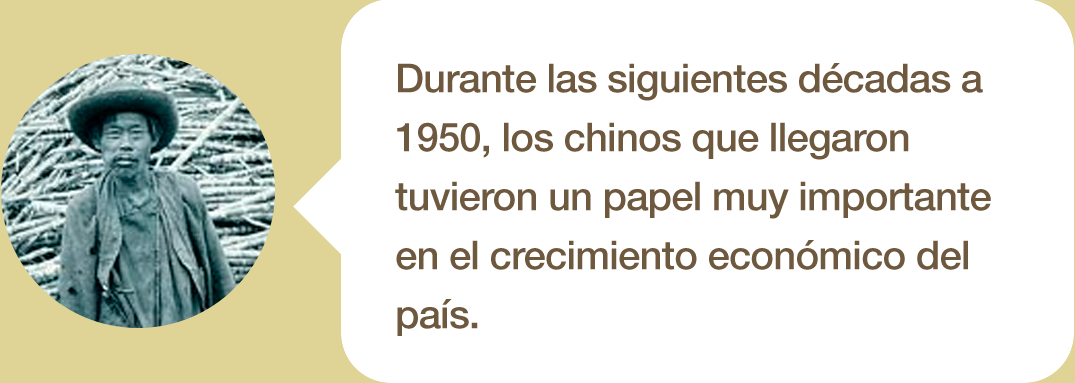 Durante las siguientes décadas a
1950, los chinos que llegaron
tuvieron un papel muy importante
en el crecimiento económico del
país.